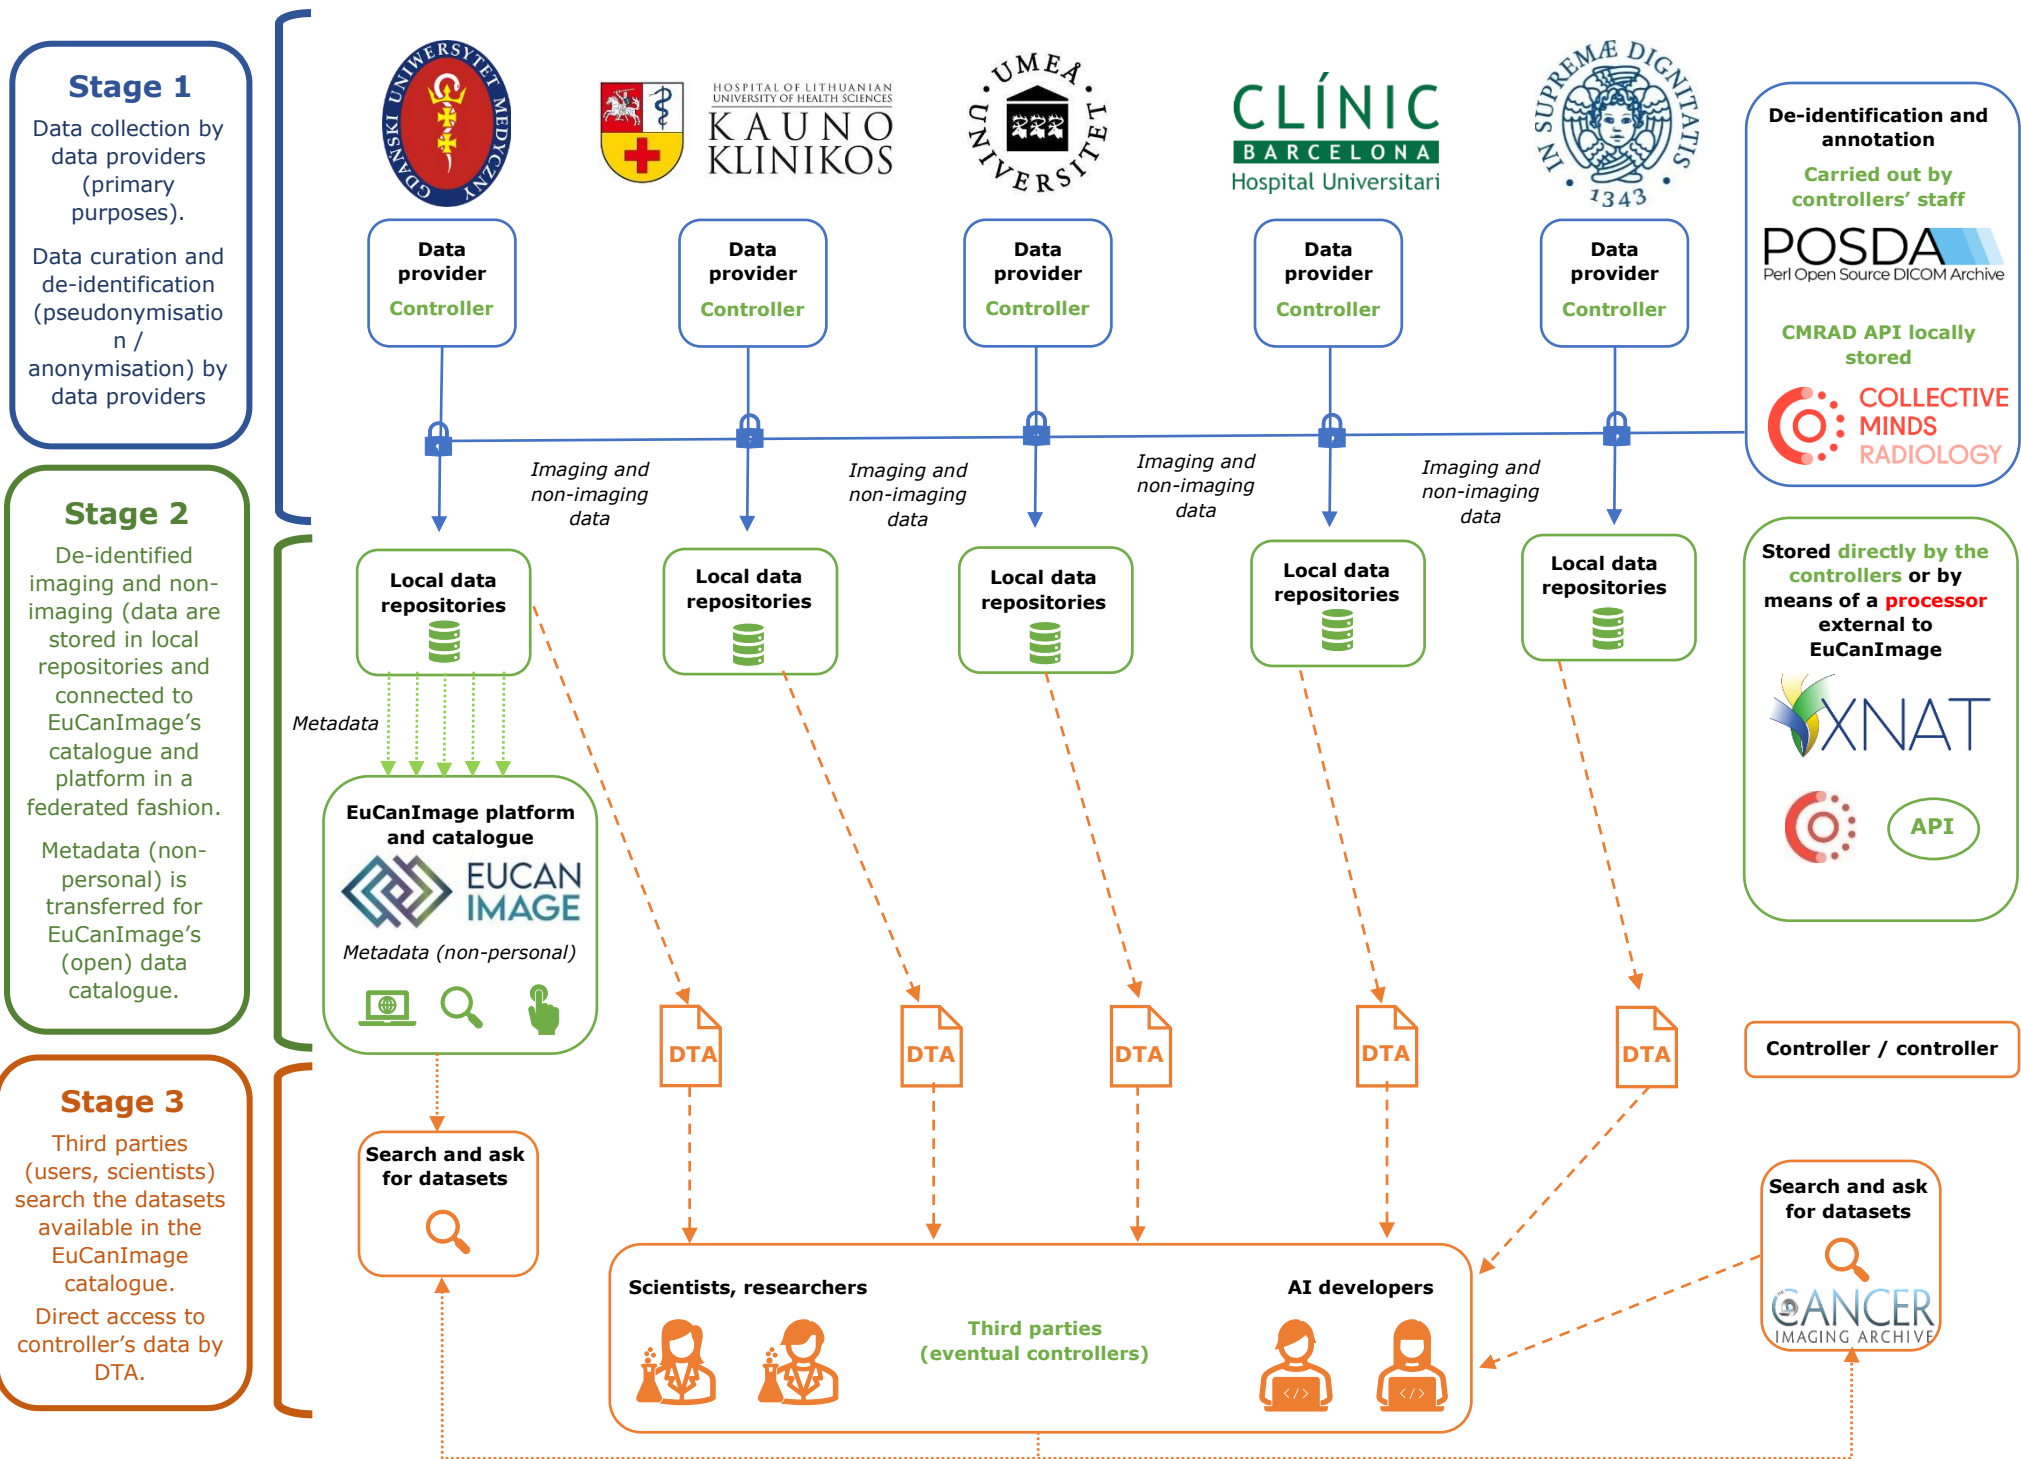 Stage 1
Data collection by
data providers
(primary
purposes).
Data curation and
de-identification
(pseudonymisatio
n /
anonymisation) by
data providers
Stage 2
De-identified
imaging and non-
imaging (data are
stored in local
repositories and
connected to
EuCanImage's
catalogue and
platform in a
federated fashion.
Metadata (non-
personal) is
transferred for
EuCanImage's
(open) data
catalogue.
Stage 3
Third parties
(users, scientists)
search the datasets
available in the
EuCanImage
catalogue.
Direct access to
controller's data by
DTA.
GDAŃSKI UNIWERSYTET MEDYCZNY
HOSPITAL OF LITHUANIAN
UNIVERSITY OF HEALTH SCIENCES
KAUNO
KLINIKOS
UMEÅ UNIVERSITET
CLÍNIC
BARCELONA
Hospital Universitari
IN SUPREMÆ DIGNITATIS
1343
Data
provider
Controller
Data
provider
Controller
Data
provider
Controller
Data
provider
Controller
Data
provider
Controller
De-identification and
annotation
Carried out by
controllers' staff
POSDA
Perl Open Source DICOM Archive
CMRAD API locally
stored
COLLECTIVE
MINDS
RADIOLOGY
Imaging and
non-imaging
data
Imaging and
non-imaging
data
Imaging and
non-imaging
data
Imaging and
non-imaging
data
Local data
repositories
Local data
repositories
Local data
repositories
Local data
repositories
Local data
repositories
Stored directly by the
controllers or by
means of a processor
external to
EuCanImage
XNAT
API
Metadata
EuCanImage platform
and catalogue
EUCAN
IMAGE
Metadata (non-personal)
DTA
DTA
DTA
DTA
DTA
Controller / controller
Search and ask
for datasets
Scientists, researchers
Third parties
(eventual controllers)
AI developers
</>
</>
Search and ask
for datasets
CANCER
IMAGING ARCHIVE